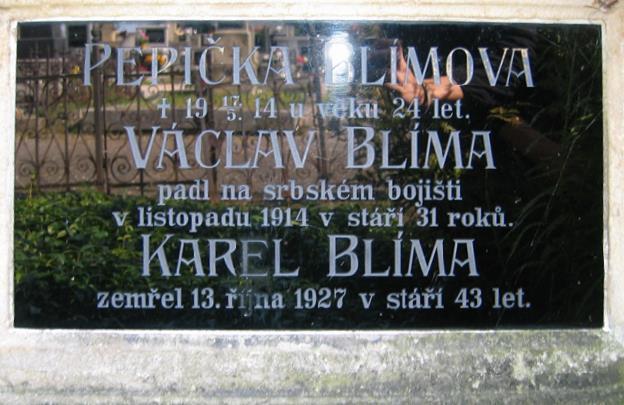 PEPIČKA BLÍMOVA
† 19 17/5. 14 u věku 24 let.
VÁCLAV BLÍMA
padl na srbském bojišti
v listopadu 1914 v stáří 31 roků.
KAREL BLÍMA
zemřel 13. října 1927 v stáří 43 let.